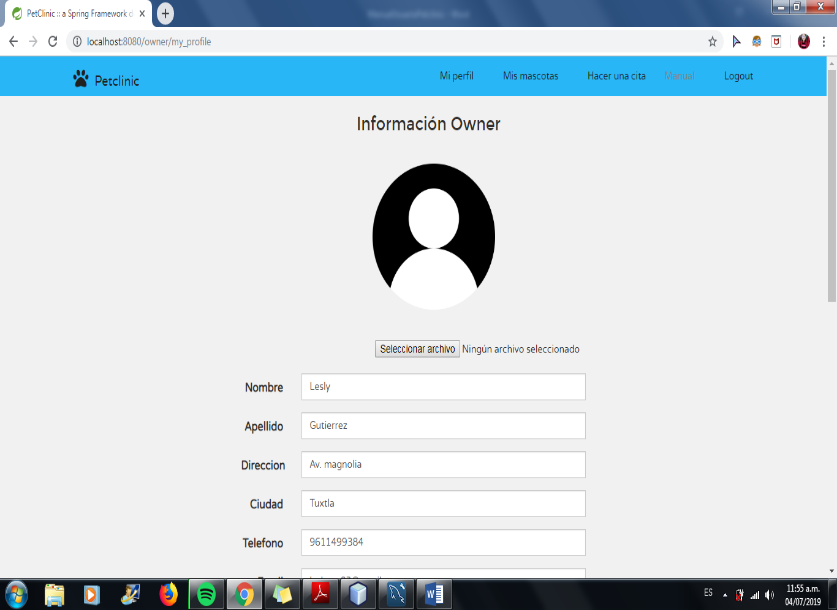 PetClinic :: a Spring Framework d
localhost:8080/owner/my_profile
Petclinic
Mi perfil
Mis mascotas
Hacer una cita
Manual
Logout
Información Owner
Seleccionar archivo Ningún archivo seleccionado
Nombre Lesly
Apellido Gutierrez
Direccion Av. magnolia
Ciudad Tuxtla
Telefono 9611499384
ES
11:55 a.m.
04/07/2019